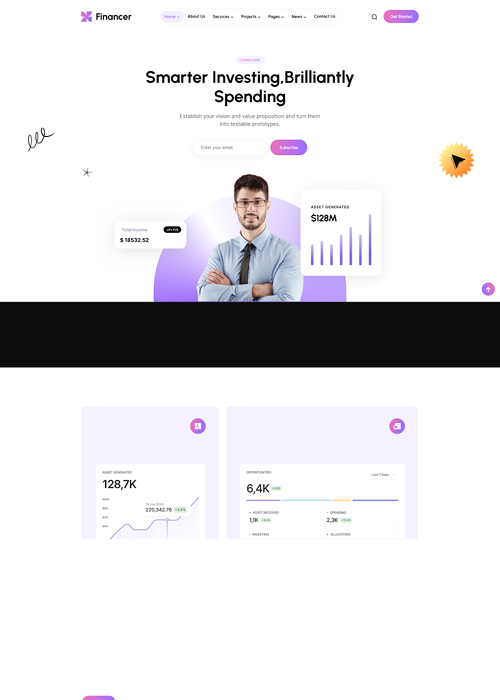 Financer
Home
About Us
Services
Projects
Pages
News
Contact Us
Get Started
CONSULTANT
Smarter Investing,Brilliantly
Spending
Establish your vision and value proposition and turn them
into testable prototypes.
Enter your email
Subscribe
Total Income
$ 18532.52
ASSET GENERATED
$128M
ASSET GENERATED
128,7K
220,342.76
+3.4%
OPPORTUNITIES
Last 7 Days
6,4K
ASSET RECEIVED
SPENDING
1,1K
2,3K
INVESTING
ALLOCATION